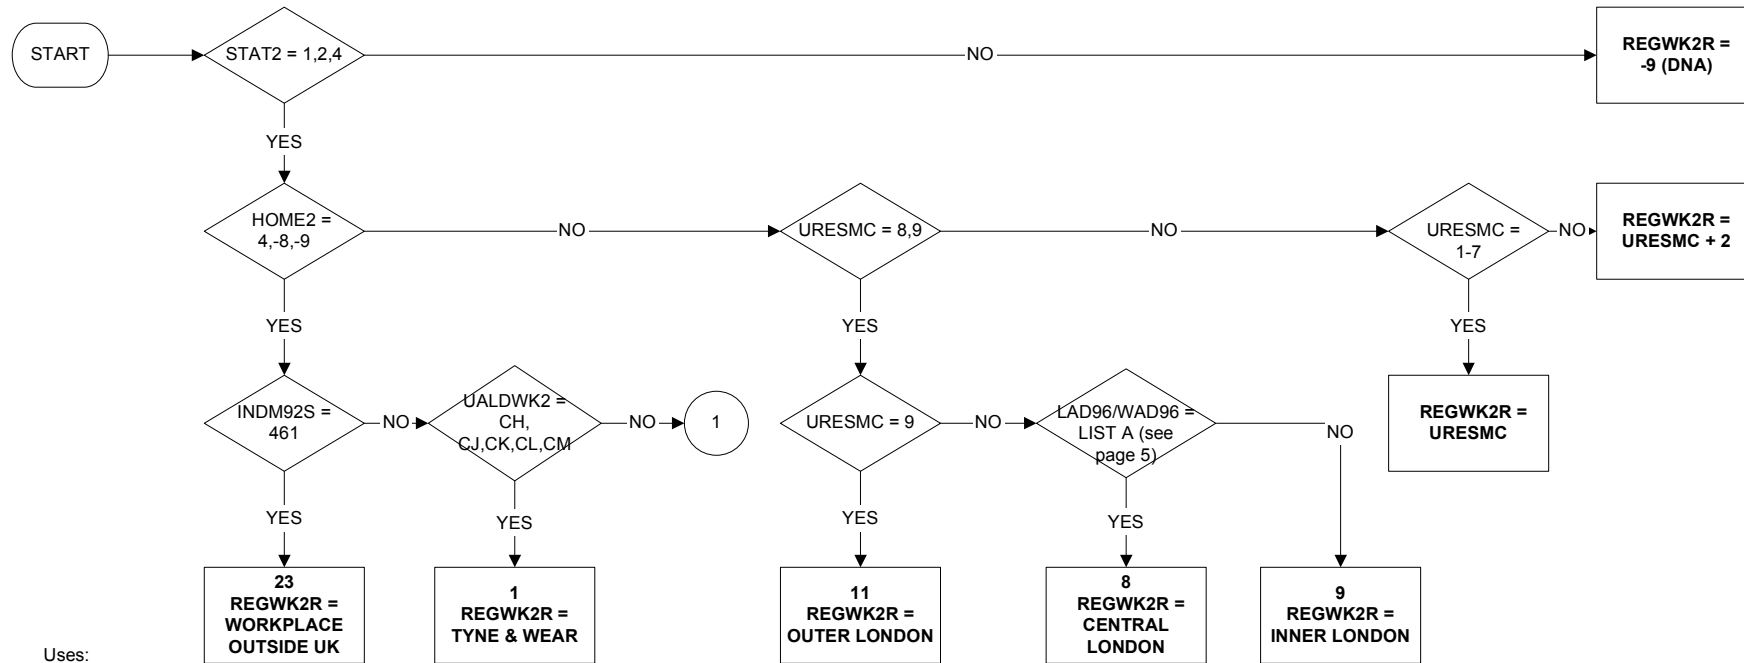 START
STAT2 = 1,2,4
NO
REGWK2R =
-9 (DNA)
YES
HOME2 =
4,-8,-9
NO
URESMC = 8,9
NO
URESMC =
1-7
NO
REGWK2R =
URESMC + 2
YES
YES
YES
INDM92S =
461
NO
UALDWK2 =
CH,
CJ,CK,CL,CM
NO
1
URESMC = 9
NO
LAD96/WAD96 =
LIST A (see
page 5)
NO
REGWK2R =
URESMC
YES
YES
YES
YES
23
REGWK2R =
WORKPLACE
OUTSIDE UK
1
REGWK2R =
TYNE & WEAR
11
REGWK2R =
OUTER LONDON
8
REGWK2R =
CENTRAL
LONDON
9
REGWK2R =
INNER LONDON
Uses: